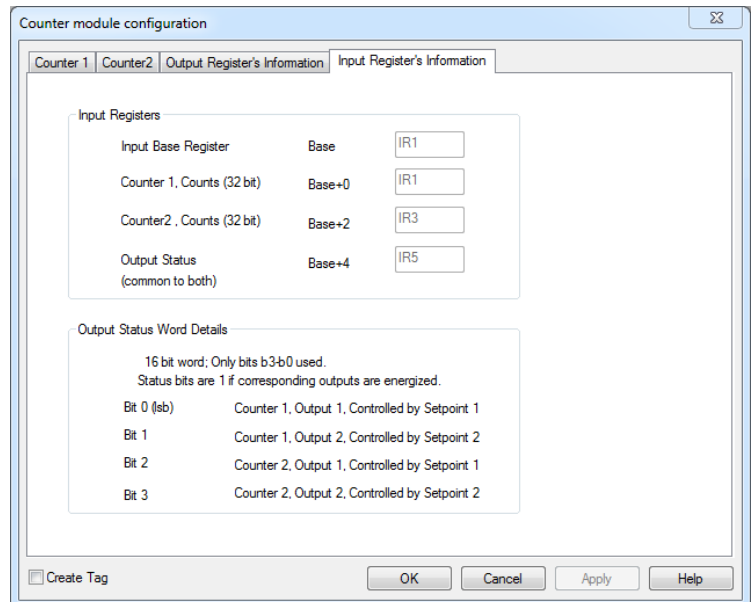 Counter module configuration
Counter 1 Counter2 Output Register's Information Input Register's Information
Input Registers
Input Base Register Base IR1
Counter 1, Counts (32 bit) Base+0 IR1
Counter2 , Counts (32 bit) Base+2 IR3
Output Status Base+4 IR5
(common to both)
Output Status Word Details
16 bit word; Only bits b3-b0 used.
Status bits are 1 if corresponding outputs are energized.
Bit 0 (lsb) Counter 1, Output 1, Controlled by Setpoint 1
Bit 1 Counter 1, Output 2, Controlled by Setpoint 2
Bit 2 Counter 2, Output 1, Controlled by Setpoint 1
Bit 3 Counter 2, Output 2, Controlled by Setpoint 2
Create Tag OK Cancel Apply Help